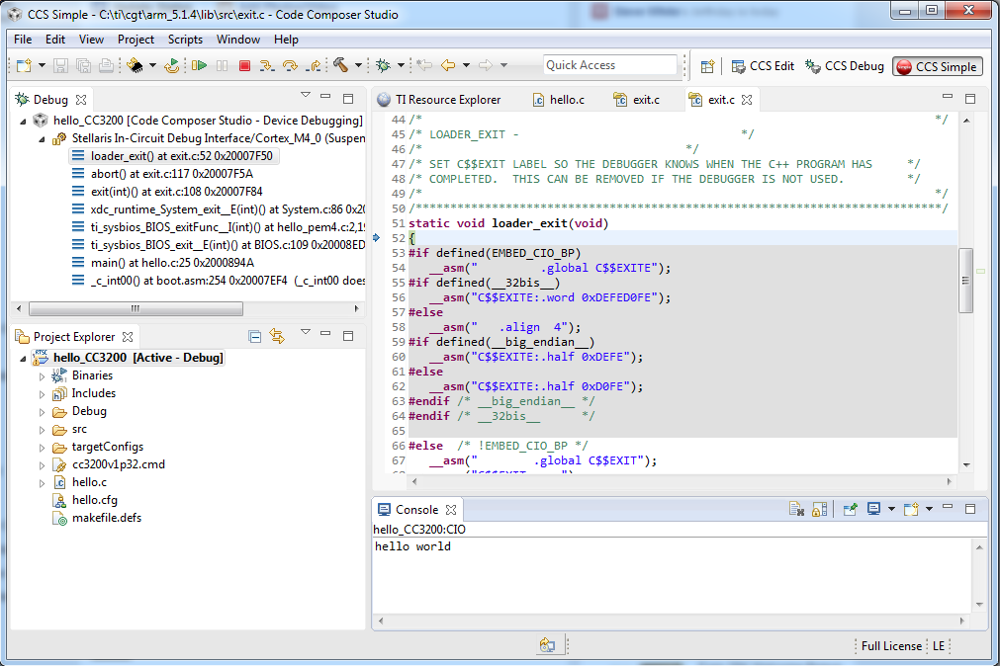 CCS Simple - C:\ti\cgt\arm_5.1.4\lib\src\exit.c - Code Composer Studio
File Edit View Project Scripts Window Help
Quick Access
CCS Edit CCS Debug CCS Simple
Debug
hello_CC3200 [Code Composer Studio - Device Debugging]
Stellaris In-Circuit Debug Interface/Cortex_M4_0 (Suspen
loader_exit() at exit.c:52 0x20007F50
abort() at exit.c:117 0x20007F5A
exit(int)() at exit.c:108 0x20007F84
xdc_runtime_System_exit__E(int)() at System.c:86 0x20
ti_sysbios_BIOS_exitFunc__I(int)() at hello_pem4.c:2,19
ti_sysbios_BIOS_exit__E(int)() at BIOS.c:109 0x20008ED
main() at hello.c:25 0x2000894A
_c_int00() at boot.asm:254 0x20007EF4 (_c_int00 does
Project Explorer
hello_CC3200 [Active - Debug]
Binaries
Includes
Debug
src
targetConfigs
cc3200v1p32.cmd
hello.c
hello.cfg
makefile.defs
TI Resource Explorer hello.c exit.c exit.c
44 /* */
45 /* LOADER_EXIT - */
46 /* */
47 /* SET C$$EXIT LABEL SO THE DEBUGGER KNOWS WHEN THE C++ PROGRAM HAS */
48 /* COMPLETED. THIS CAN BE REMOVED IF THE DEBUGGER IS NOT USED. */
49 /* */
50 /****************************************************************************/
51 static void loader_exit(void)
52 {
53 #if defined(EMBED_CIO_BP)
54 __asm(" .global C$$EXITE");
55 #if defined(__32bis__)
56 __asm("C$$EXITE:.word 0xDEFED0FE");
57 #else
58 __asm(" .align 4");
59 #if defined(__big_endian__)
60 __asm("C$$EXITE:.half 0xDEFE");
61 #else
62 __asm("C$$EXITE:.half 0xD0FE");
63 #endif /* __big_endian__ */
64 #endif /* __32bis__ */
65
66 #else /* !EMBED_CIO_BP */
67 __asm(" .global C$$EXIT");
Console
hello_CC3200:CIO
hello world
Full License LE